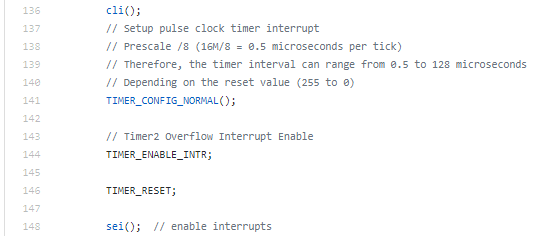 136 cli();
137 // Setup pulse clock timer interrupt
138 // Prescale /8 (16M/8 = 0.5 microseconds per tick)
139 // Therefore, the timer interval can range from 0.5 to 128 microseconds
140 // Depending on the reset value (255 to 0)
141 TIMER_CONFIG_NORMAL();
142
143 // Timer2 Overflow Interrupt Enable
144 TIMER_ENABLE_INTR;
145
146 TIMER_RESET;
147
148 sei(); // enable interrupts